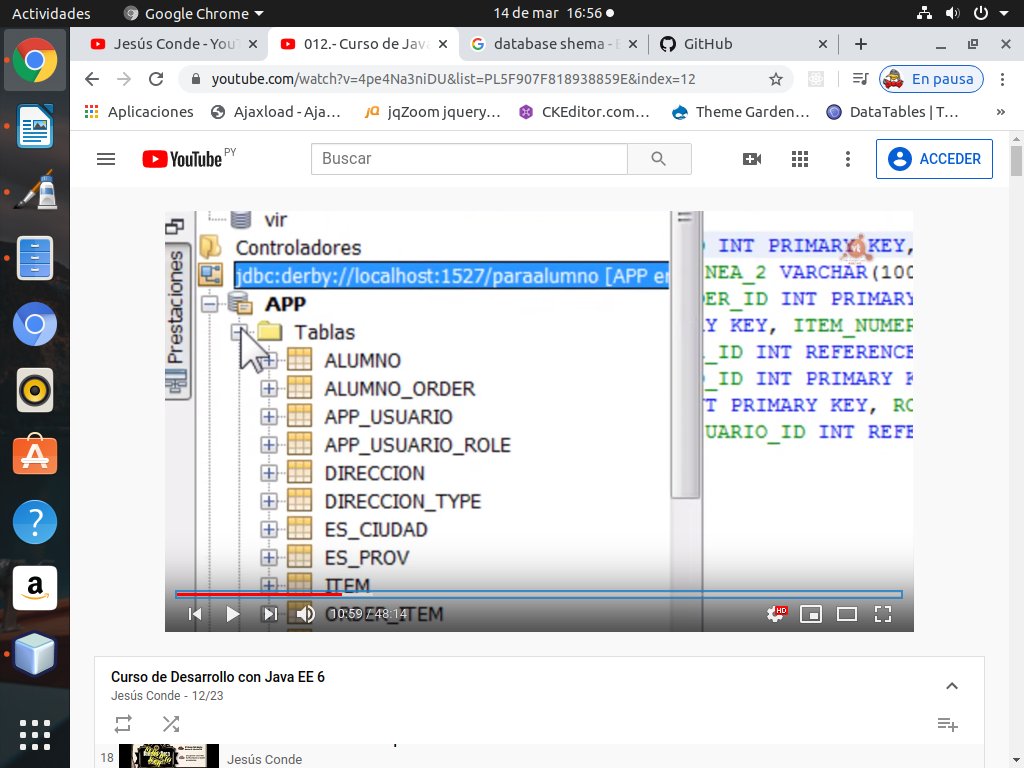 Actividades
Google Chrome
14 de mar 16:56
Jesús Conde - You
012.- Curso de Java
database shema -
GitHub
youtube.com/watch?v=4pe4Na3niDU&list=PL5F907F818938859E&index=12
En pausa
Aplicaciones
Ajaxload - Aja...
jqZoom jquery...
CKEditor.com...
Theme Garden...
DataTables | T...
»
YouTube PY
Buscar
ACCEDER
vir
Controladores
jdbc:derby://localhost:1527/paraalumno [APP en
APP
Tablas
ALUMNO
ALUMNO_ORDER
APP_USUARIO
APP_USUARIO_ROLE
DIRECCION
DIRECCION_TYPE
ES_CIUDAD
ES_PROV
ITEM
ORDER_ITEM
Prestaciones
INT PRIMARY KEY,
NEA_2 VARCHAR(100
DER_ID INT PRIMARY
Y KEY, ITEM_NUMER
_ID INT REFERENCE
_ID INT PRIMARY K
T PRIMARY KEY, RO
UARIO_ID INT REFE
10:59 / 48:14
HD
Curso de Desarrollo con Java EE 6
Jesús Conde - 12/23
18
Jesús Conde